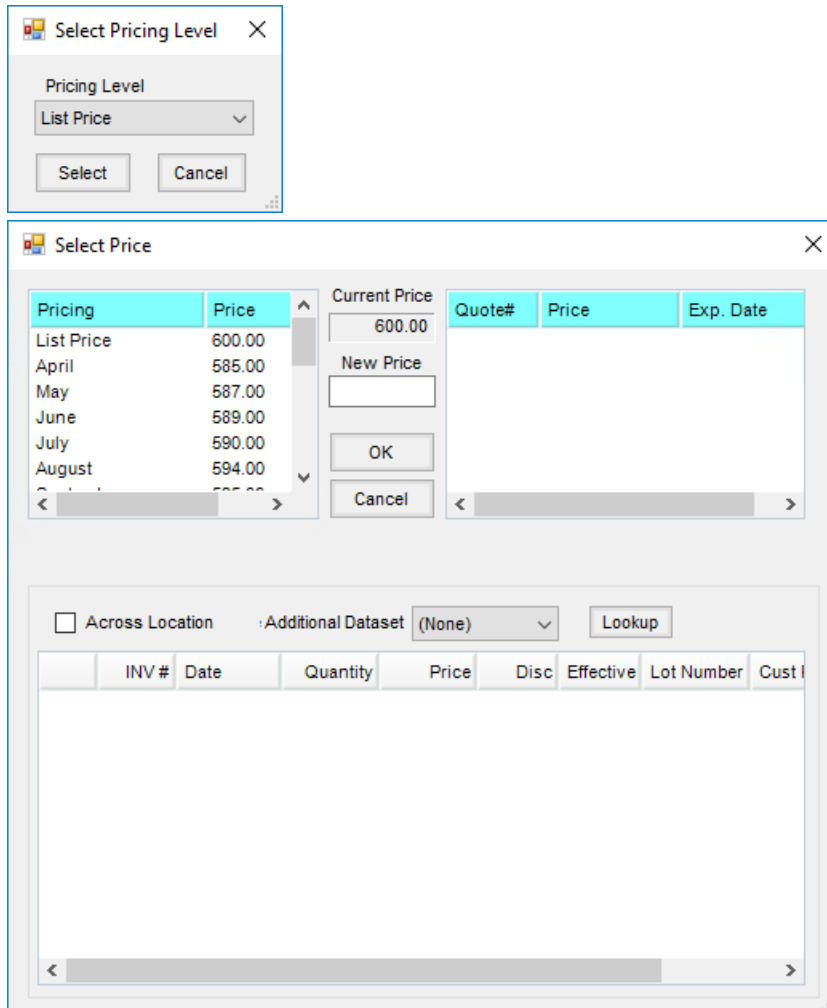 Select Pricing Level
Pricing Level
List Price
Select Cancel
Select Price
Pricing Price
List Price 600.00
April 585.00
May 587.00
June 589.00
July 590.00
August 594.00
Current Price
600.00
New Price
OK
Cancel
Quote# Price Exp. Date
Across Location Additional Dataset (None) Lookup
INV # Date Quantity Price Disc Effective Lot Number Cust